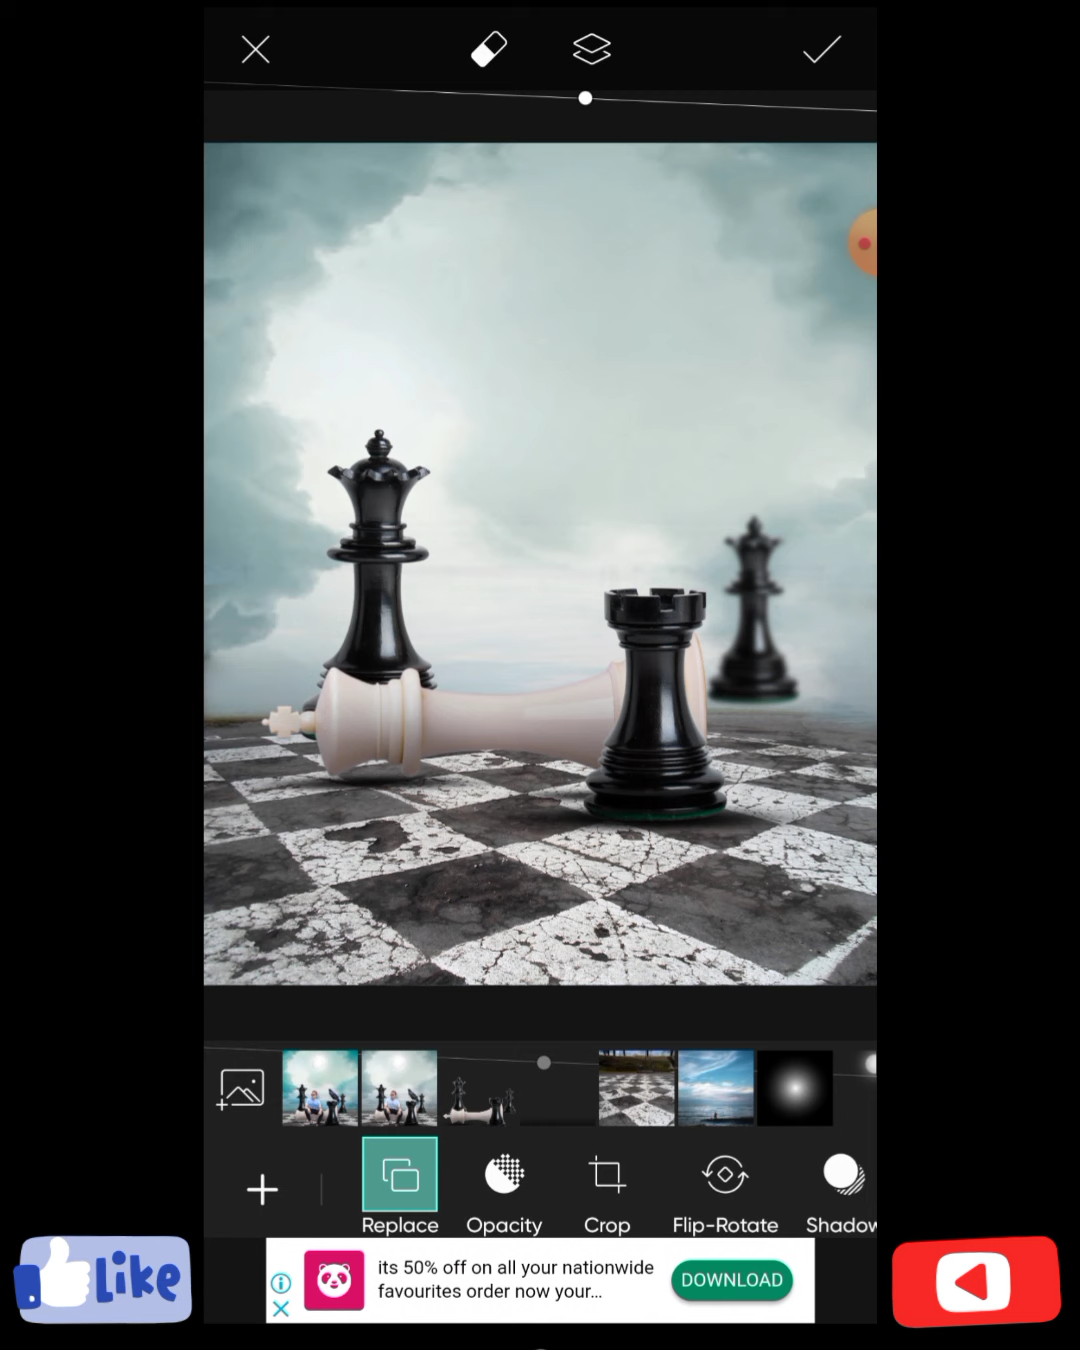 Replace
Opacity
Crop
Flip-Rotate
Shadow
its 50% off on all your nationwide
favourites order now your...
DOWNLOAD
Like